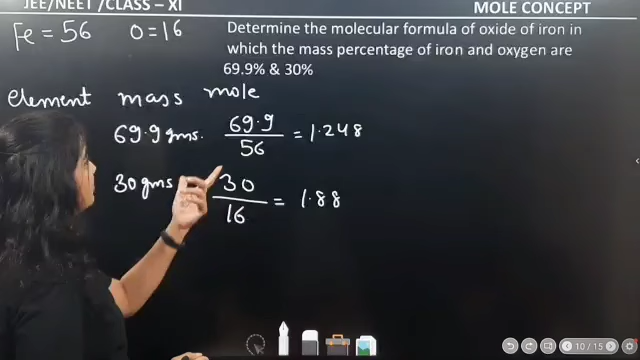 JEE/NEET /CLASS – XI
MOLE CONCEPT
Fe = 56 O = 16
Determine the molecular formula of oxide of iron in
which the mass percentage of iron and oxygen are
69.9% & 30%
element mass mole
69.9 gms. 69.9/56 = 1.248
30 gms 30/16 = 1.88
10 / 15